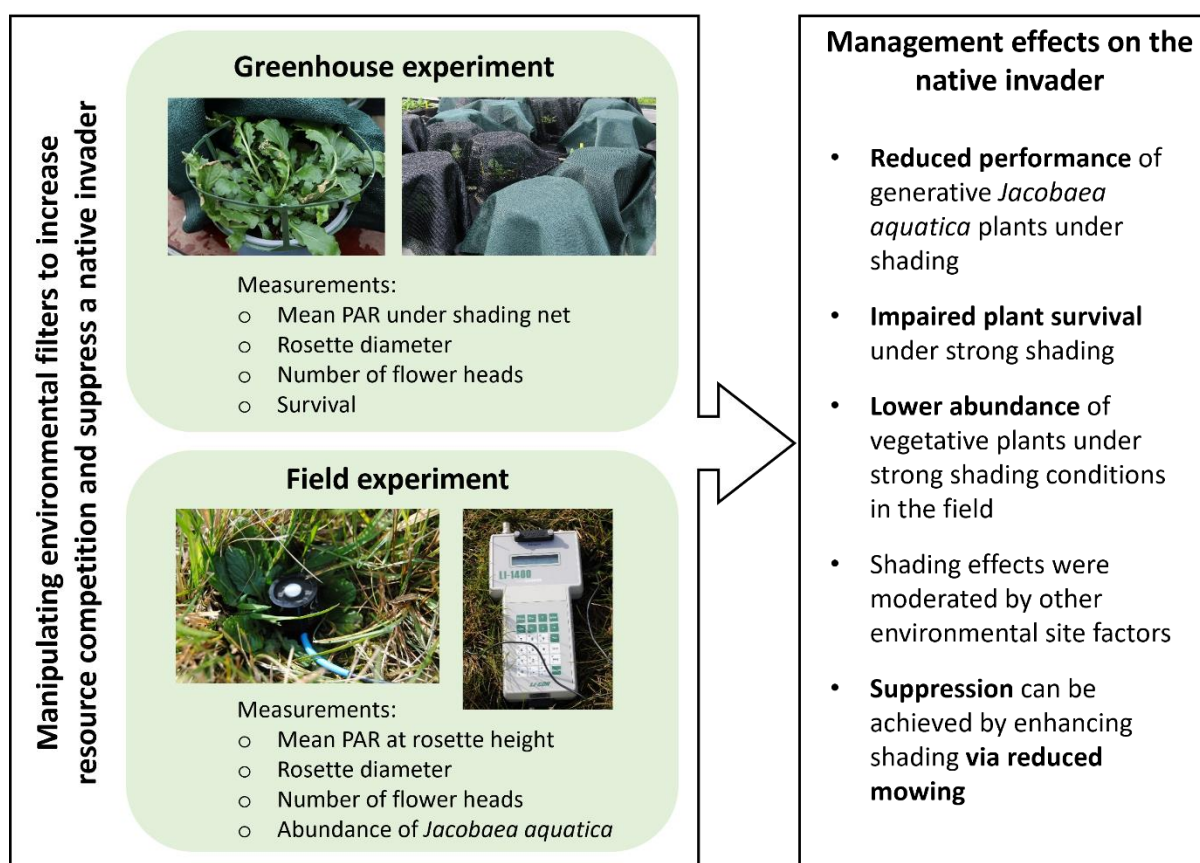 Manipulating environmental filters to increase
resource competition and suppress a native invader
Greenhouse experiment
Measurements:
o Mean PAR under shading net
o Rosette diameter
o Number of flower heads
o Survival
Field experiment
LI-1400
Measurements:
o Mean PAR at rosette height
o Rosette diameter
o Number of flower heads
o Abundance of Jacobaea aquatica
Management effects on the
native invader
• Reduced performance of
generative Jacobaea
aquatica plants under
shading
• Impaired plant survival
under strong shading
• Lower abundance of
vegetative plants under
strong shading conditions
in the field
• Shading effects were
moderated by other
environmental site factors
• Suppression can be
achieved by enhancing
shading via reduced
mowing